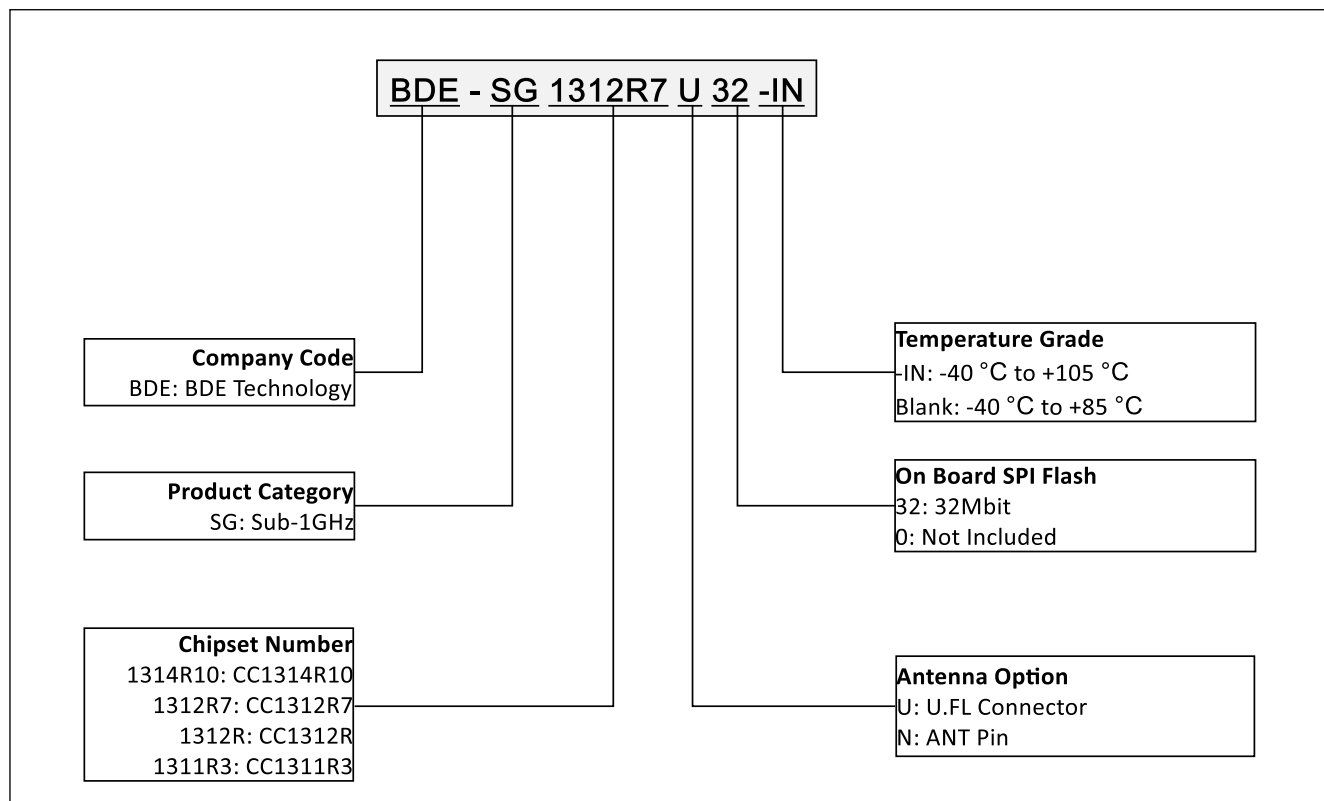 BDE - SG 1312R7 U 32 -IN
Company Code
BDE: BDE Technology
Product Category
SG: Sub-1GHz
Chipset Number
1314R10: CC1314R10
1312R7: CC1312R7
1312R: CC1312R
1311R3: CC1311R3
Temperature Grade
-IN: -40 °C to +105 °C
Blank: -40 °C to +85 °C
On Board SPI Flash
32: 32Mbit
0: Not Included
Antenna Option
U: U.FL Connector
N: ANT Pin